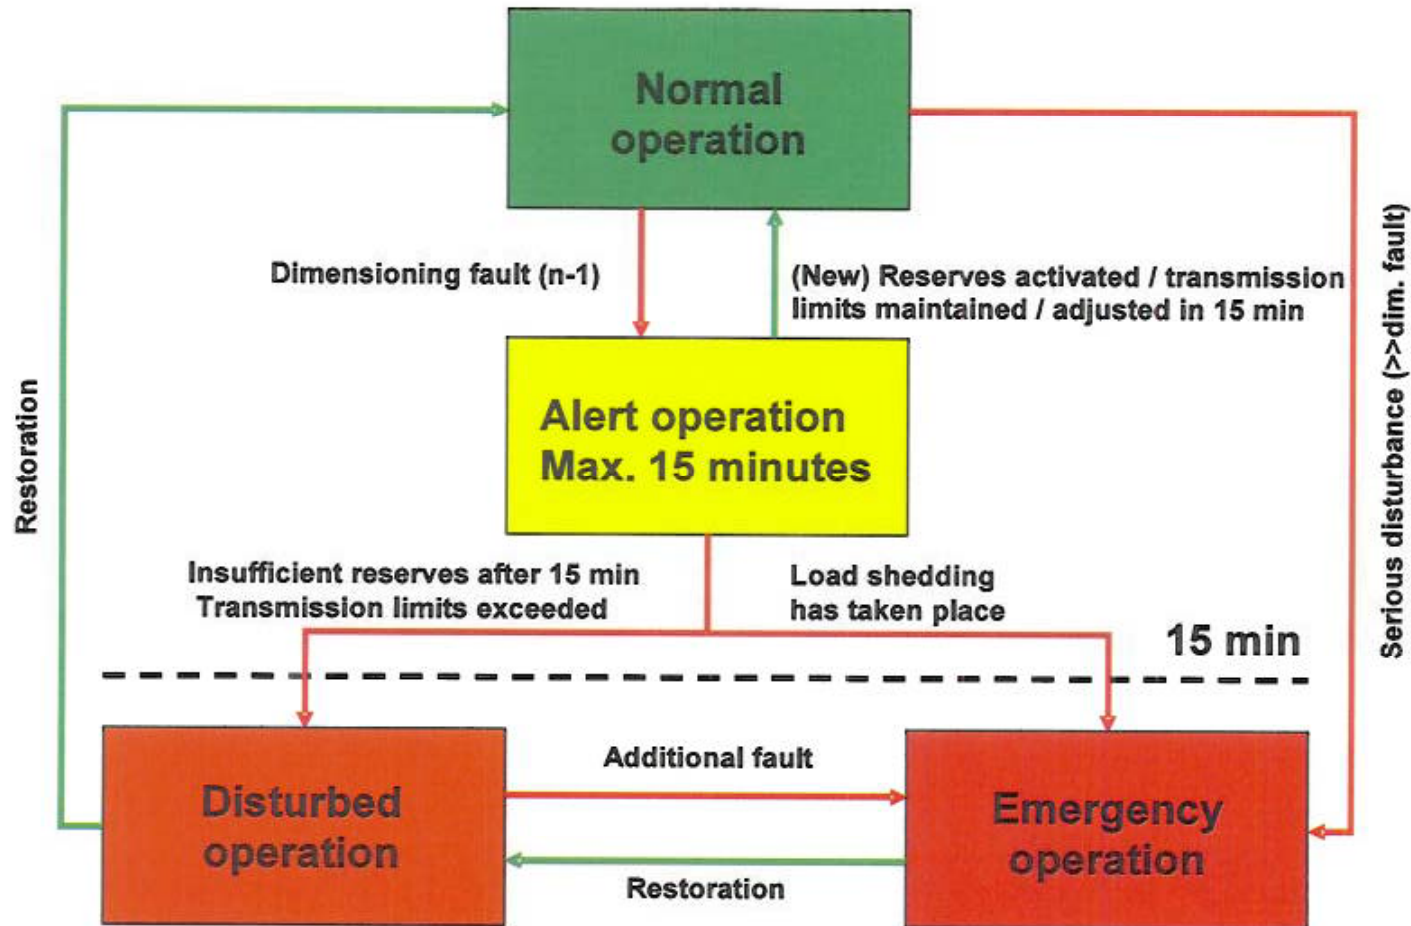 Normal
operation
Dimensioning fault (n-1)
(New) Reserves activated / transmission
limits maintained / adjusted in 15 min
Serious disturbance (>>dim. fault)
Restoration
Alert operation
Max. 15 minutes
Insufficient reserves after 15 min
Transmission limits exceeded
Load shedding
has taken place
15 min
Disturbed
operation
Additional fault
Restoration
Emergency
operation